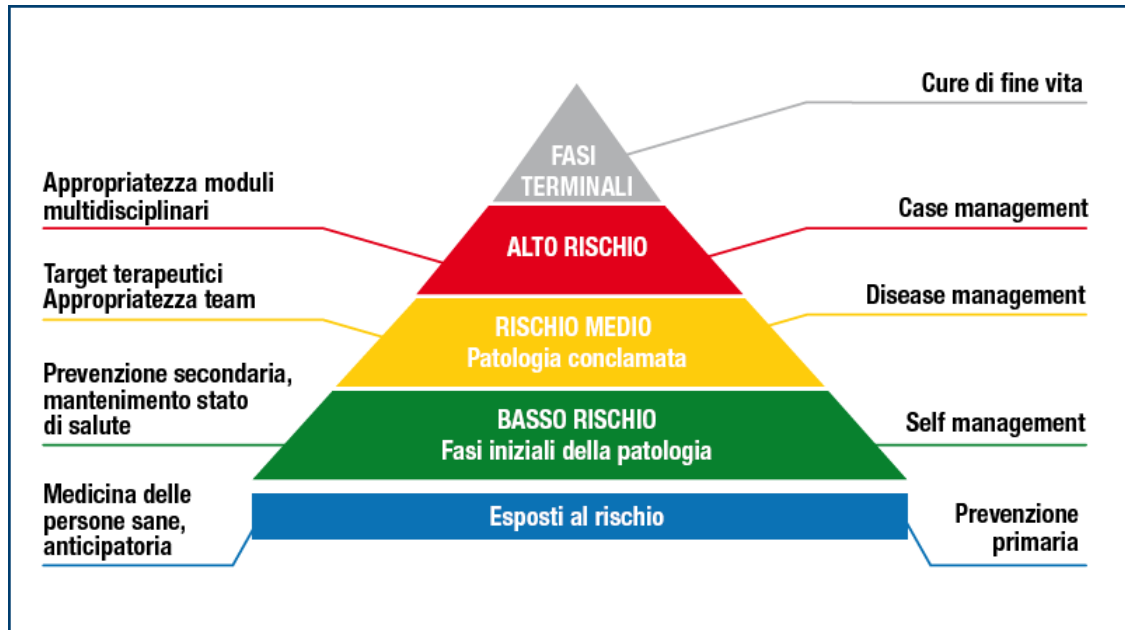 Cure di fine vita
FASI
TERMINALI
Appropriatezza moduli
multidisciplinari
ALTO RISCHIO
Case management
Target terapeutici
Appropriatezza team
RISCHIO MEDIO
Patologia conclamata
Disease management
Prevenzione secondaria,
mantenimento stato
di salute
BASSO RISCHIO
Fasi iniziali della patologia
Self management
Medicina delle
persone sane,
anticipatoria
Esposti al rischio
Prevenzione
primaria